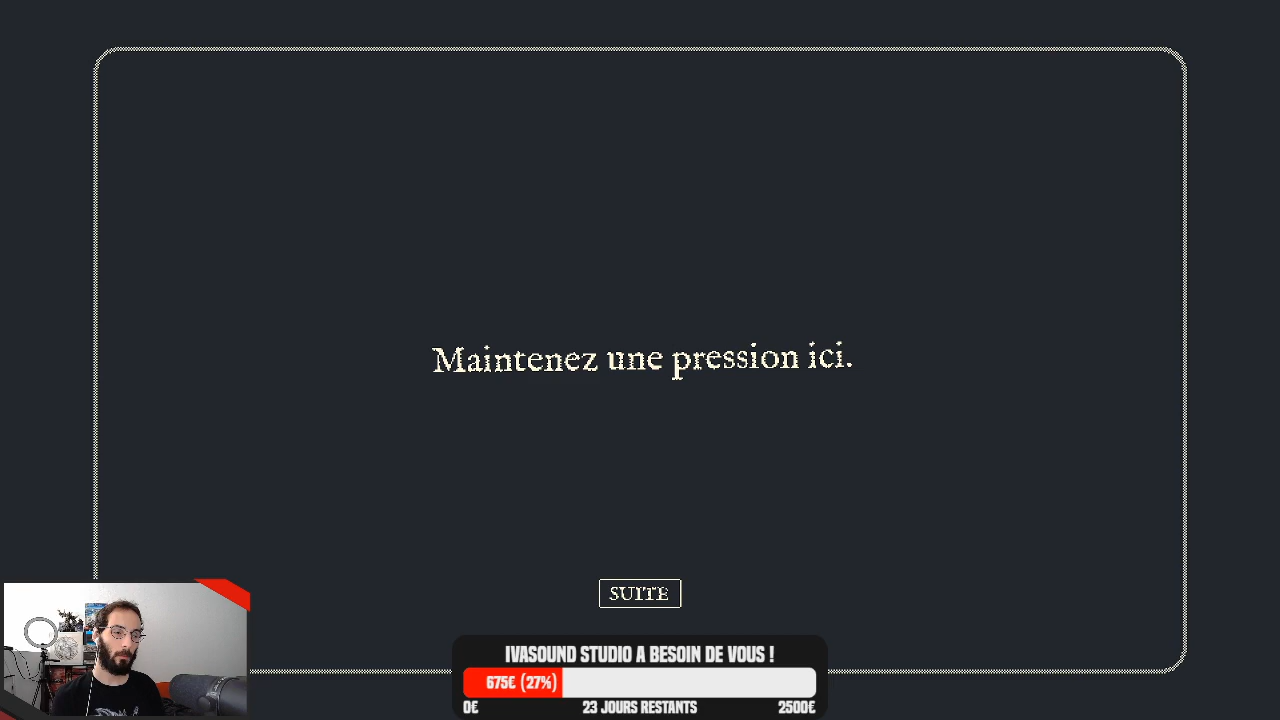 Maintenez une pression ici.
SUITE
IVASOUND STUDIO A BESOIN DE VOUS !
675€ (27%)
0€ 23 JOURS RESTANTS 2500€